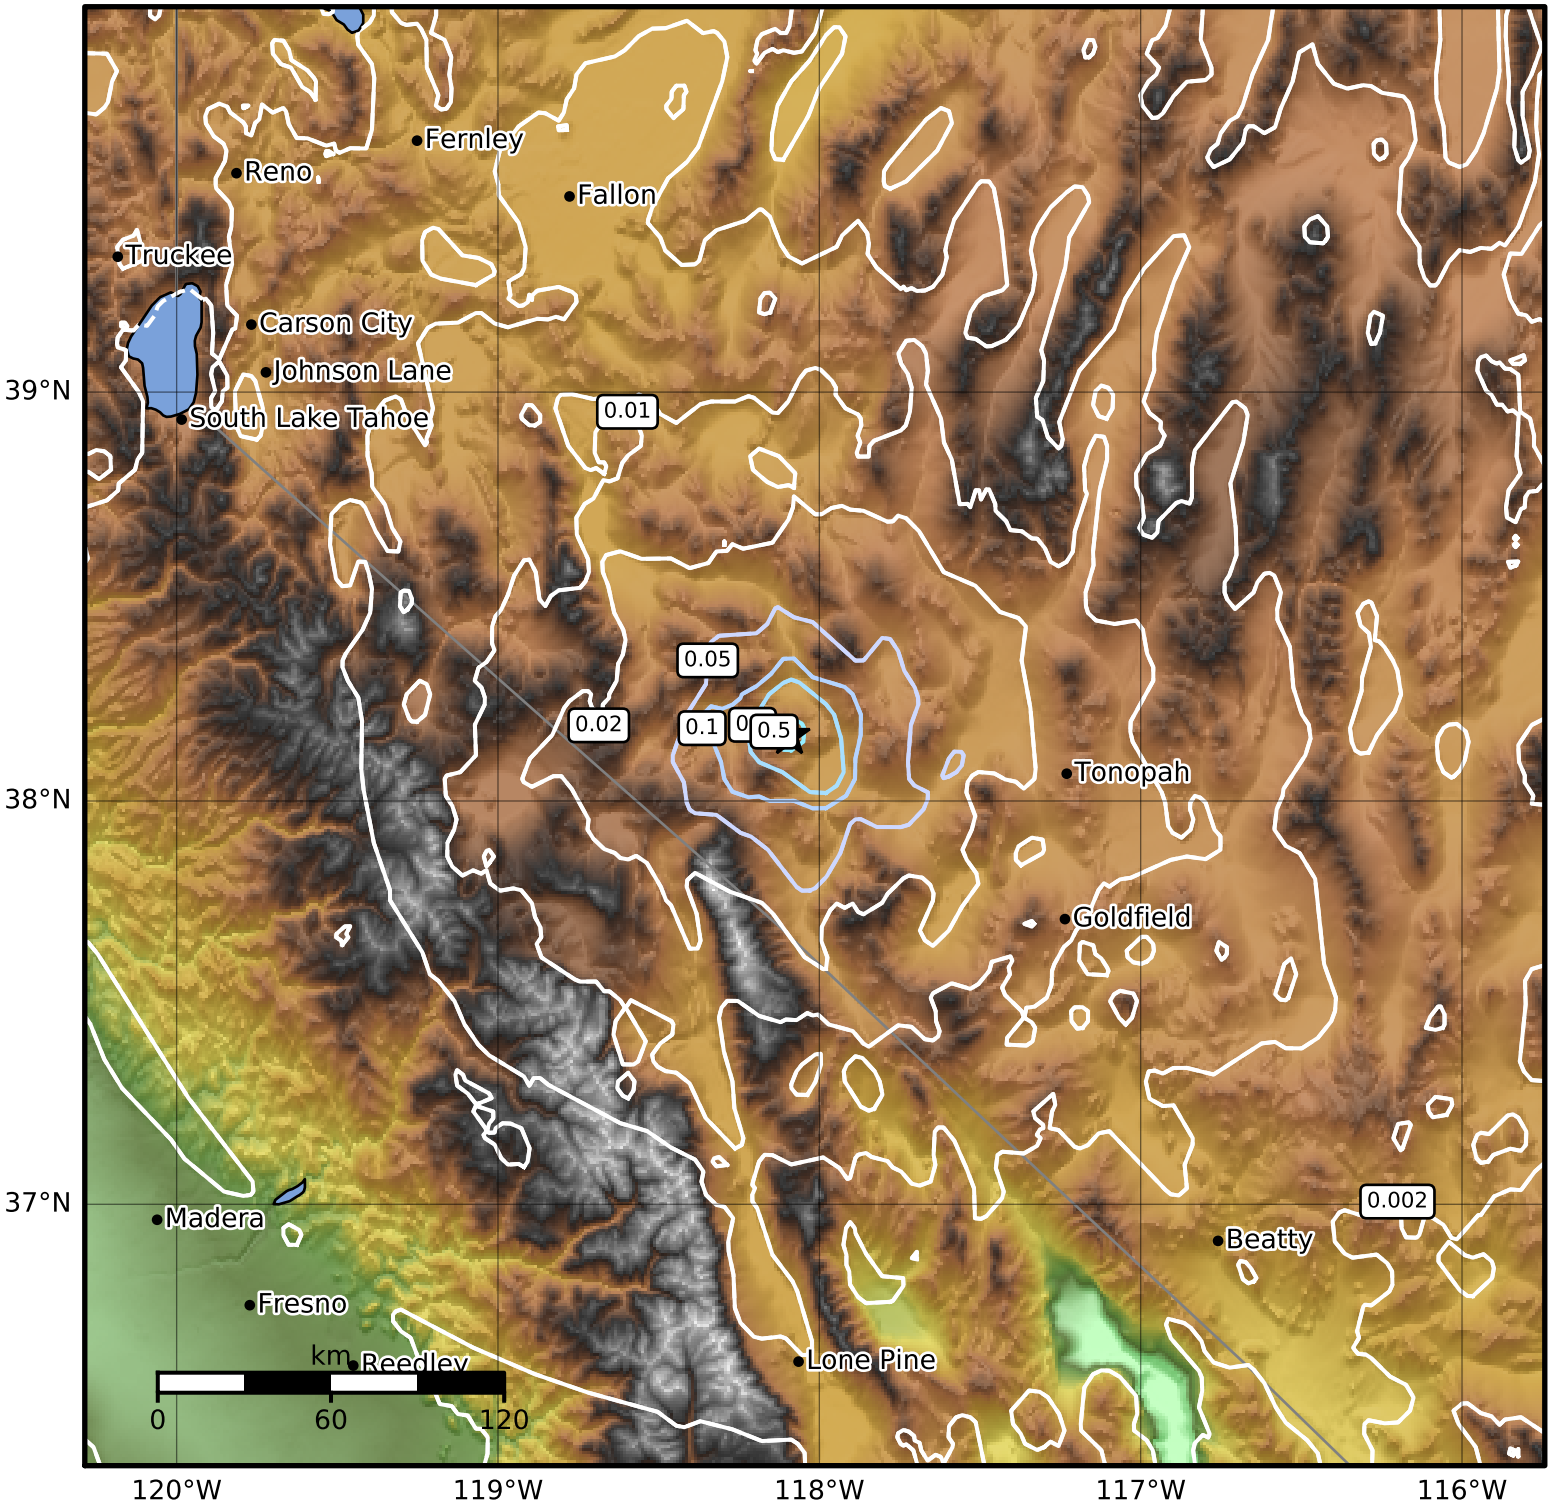 Fernley
Reno
Fallon
Truckee
Carson City
Johnson Lane
39°N
0.01
South Lake Tahoe
0.05
0.02
0.1
0.5
Tonopah
38°N
Goldfield
0.002
37°N
Madera
Beatty
Fresno
km
Reedley
Lone Pine
0 60 120
120°W 119°W 118°W 117°W 116°W